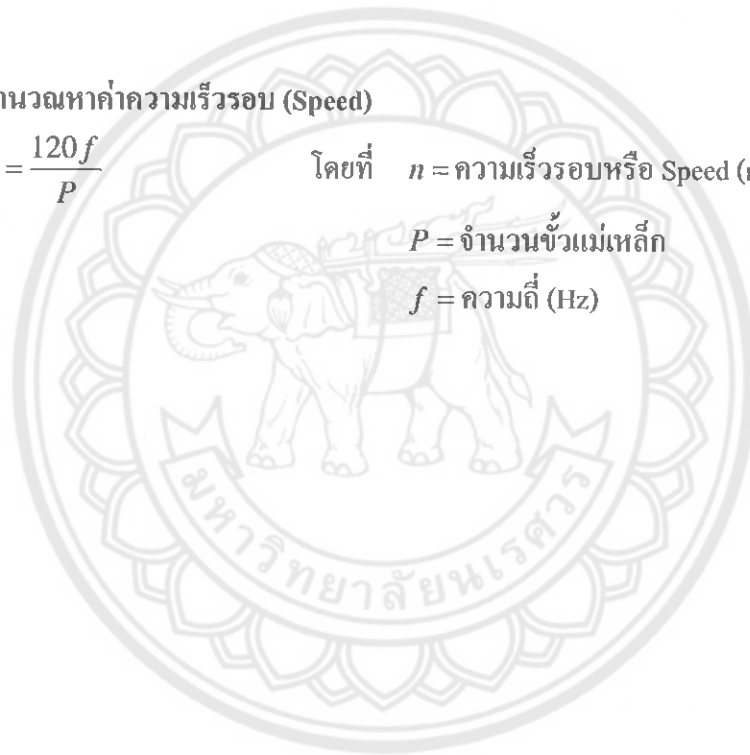 านวณหาค่าความเร็วรอบ (Speed)
= 120f / P โดยที่ n = ความเร็วรอบหรือ Speed (
P = จำนวนขั้วแม่เหล็ก
f = ความถี่ (Hz)
มหาวิทยาลัยนเรศวร